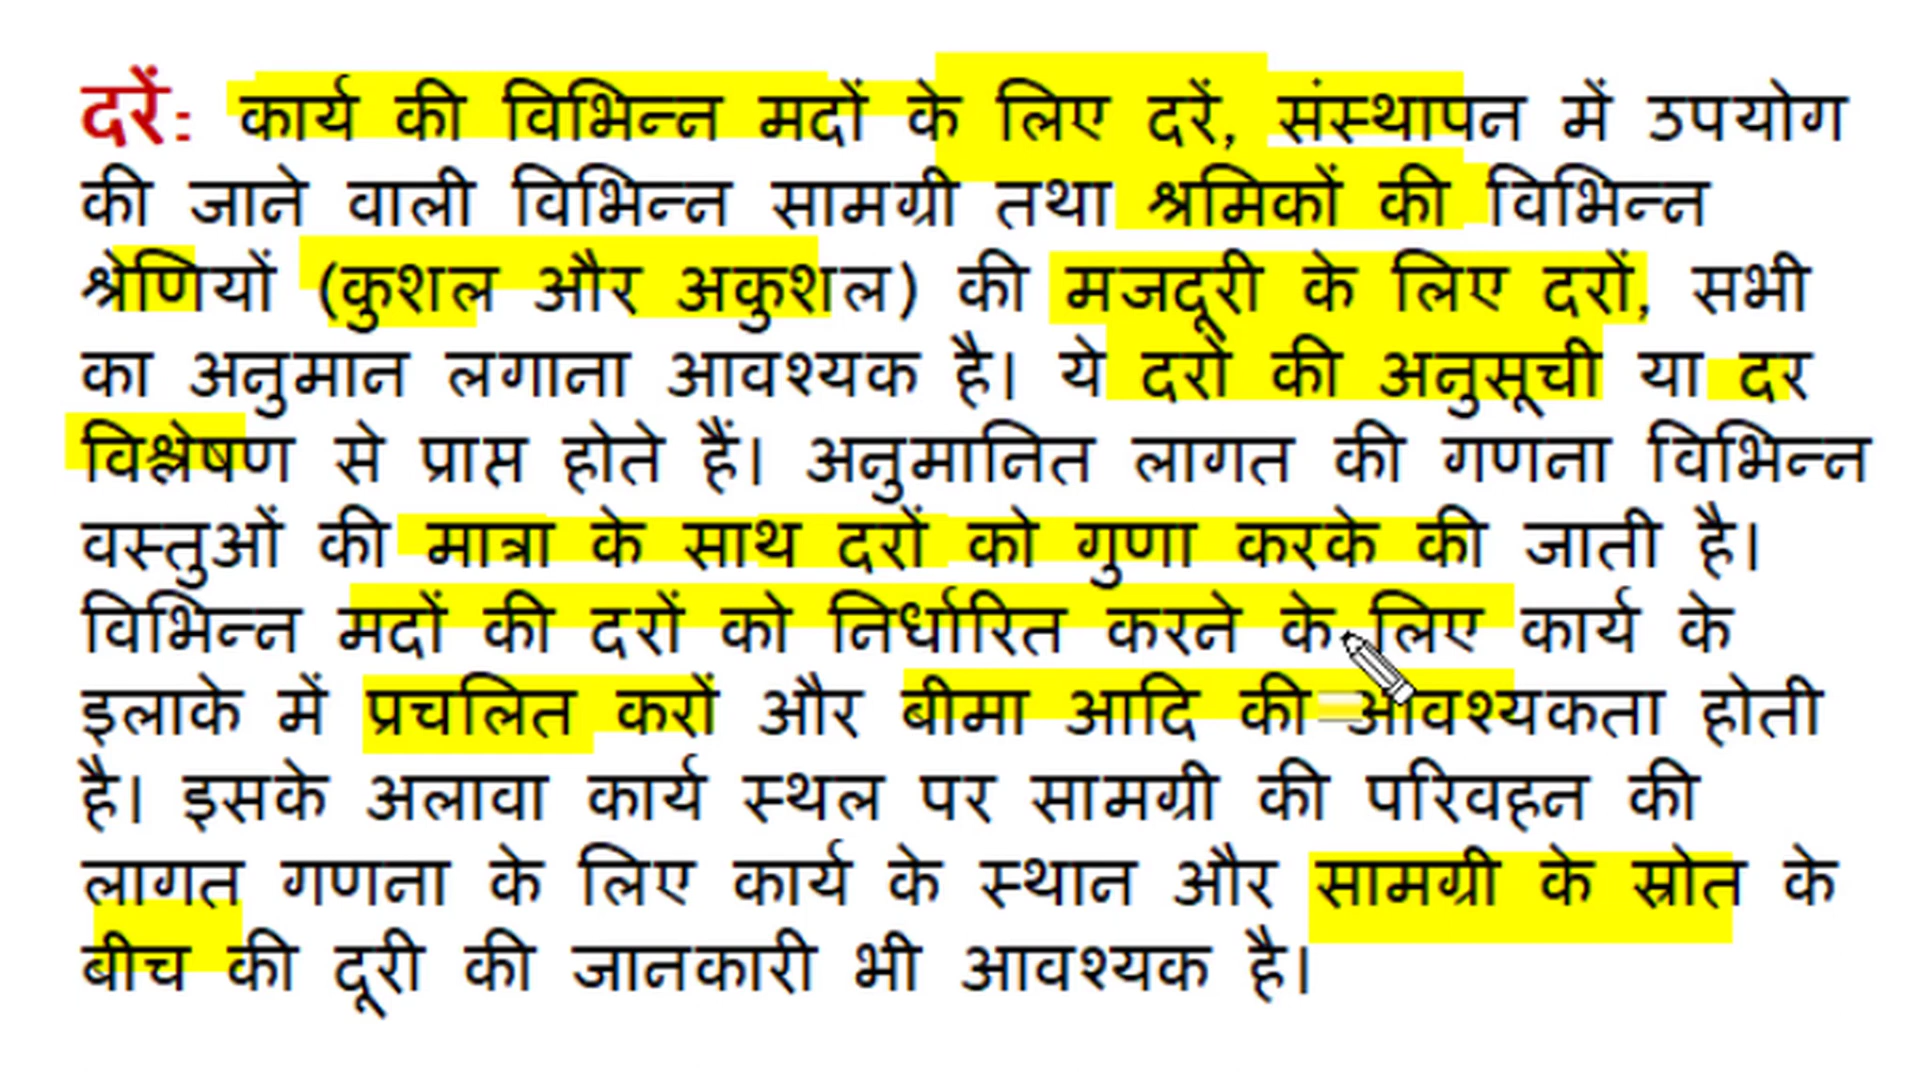 दरें: कार्य की विभिन्न मदों के लिए दरें, संस्थापन में उपयोग
की जाने वाली विभिन्न सामग्री तथा श्रमिकों की विभिन्न
श्रेणियों (कुशल और अकुशल) की मजदूरी के लिए दरों, सभी
का अनुमान लगाना आवश्यक है। ये दरों की अनुसूची या दर
विश्लेषण से प्राप्त होते हैं। अनुमानित लागत की गणना विभिन्न
वस्तुओं की मात्रा के साथ दरों को गुणा करके की जाती है।
विभिन्न मदों की दरों को निर्धारित करने के लिए कार्य के
इलाके में प्रचलित करों और बीमा आदि की आवश्यकता होती
है। इसके अलावा कार्य स्थल पर सामग्री की परिवहन की
लागत गणना के लिए कार्य के स्थान और सामग्री के स्रोत के
बीच की दूरी की जानकारी भी आवश्यक है।